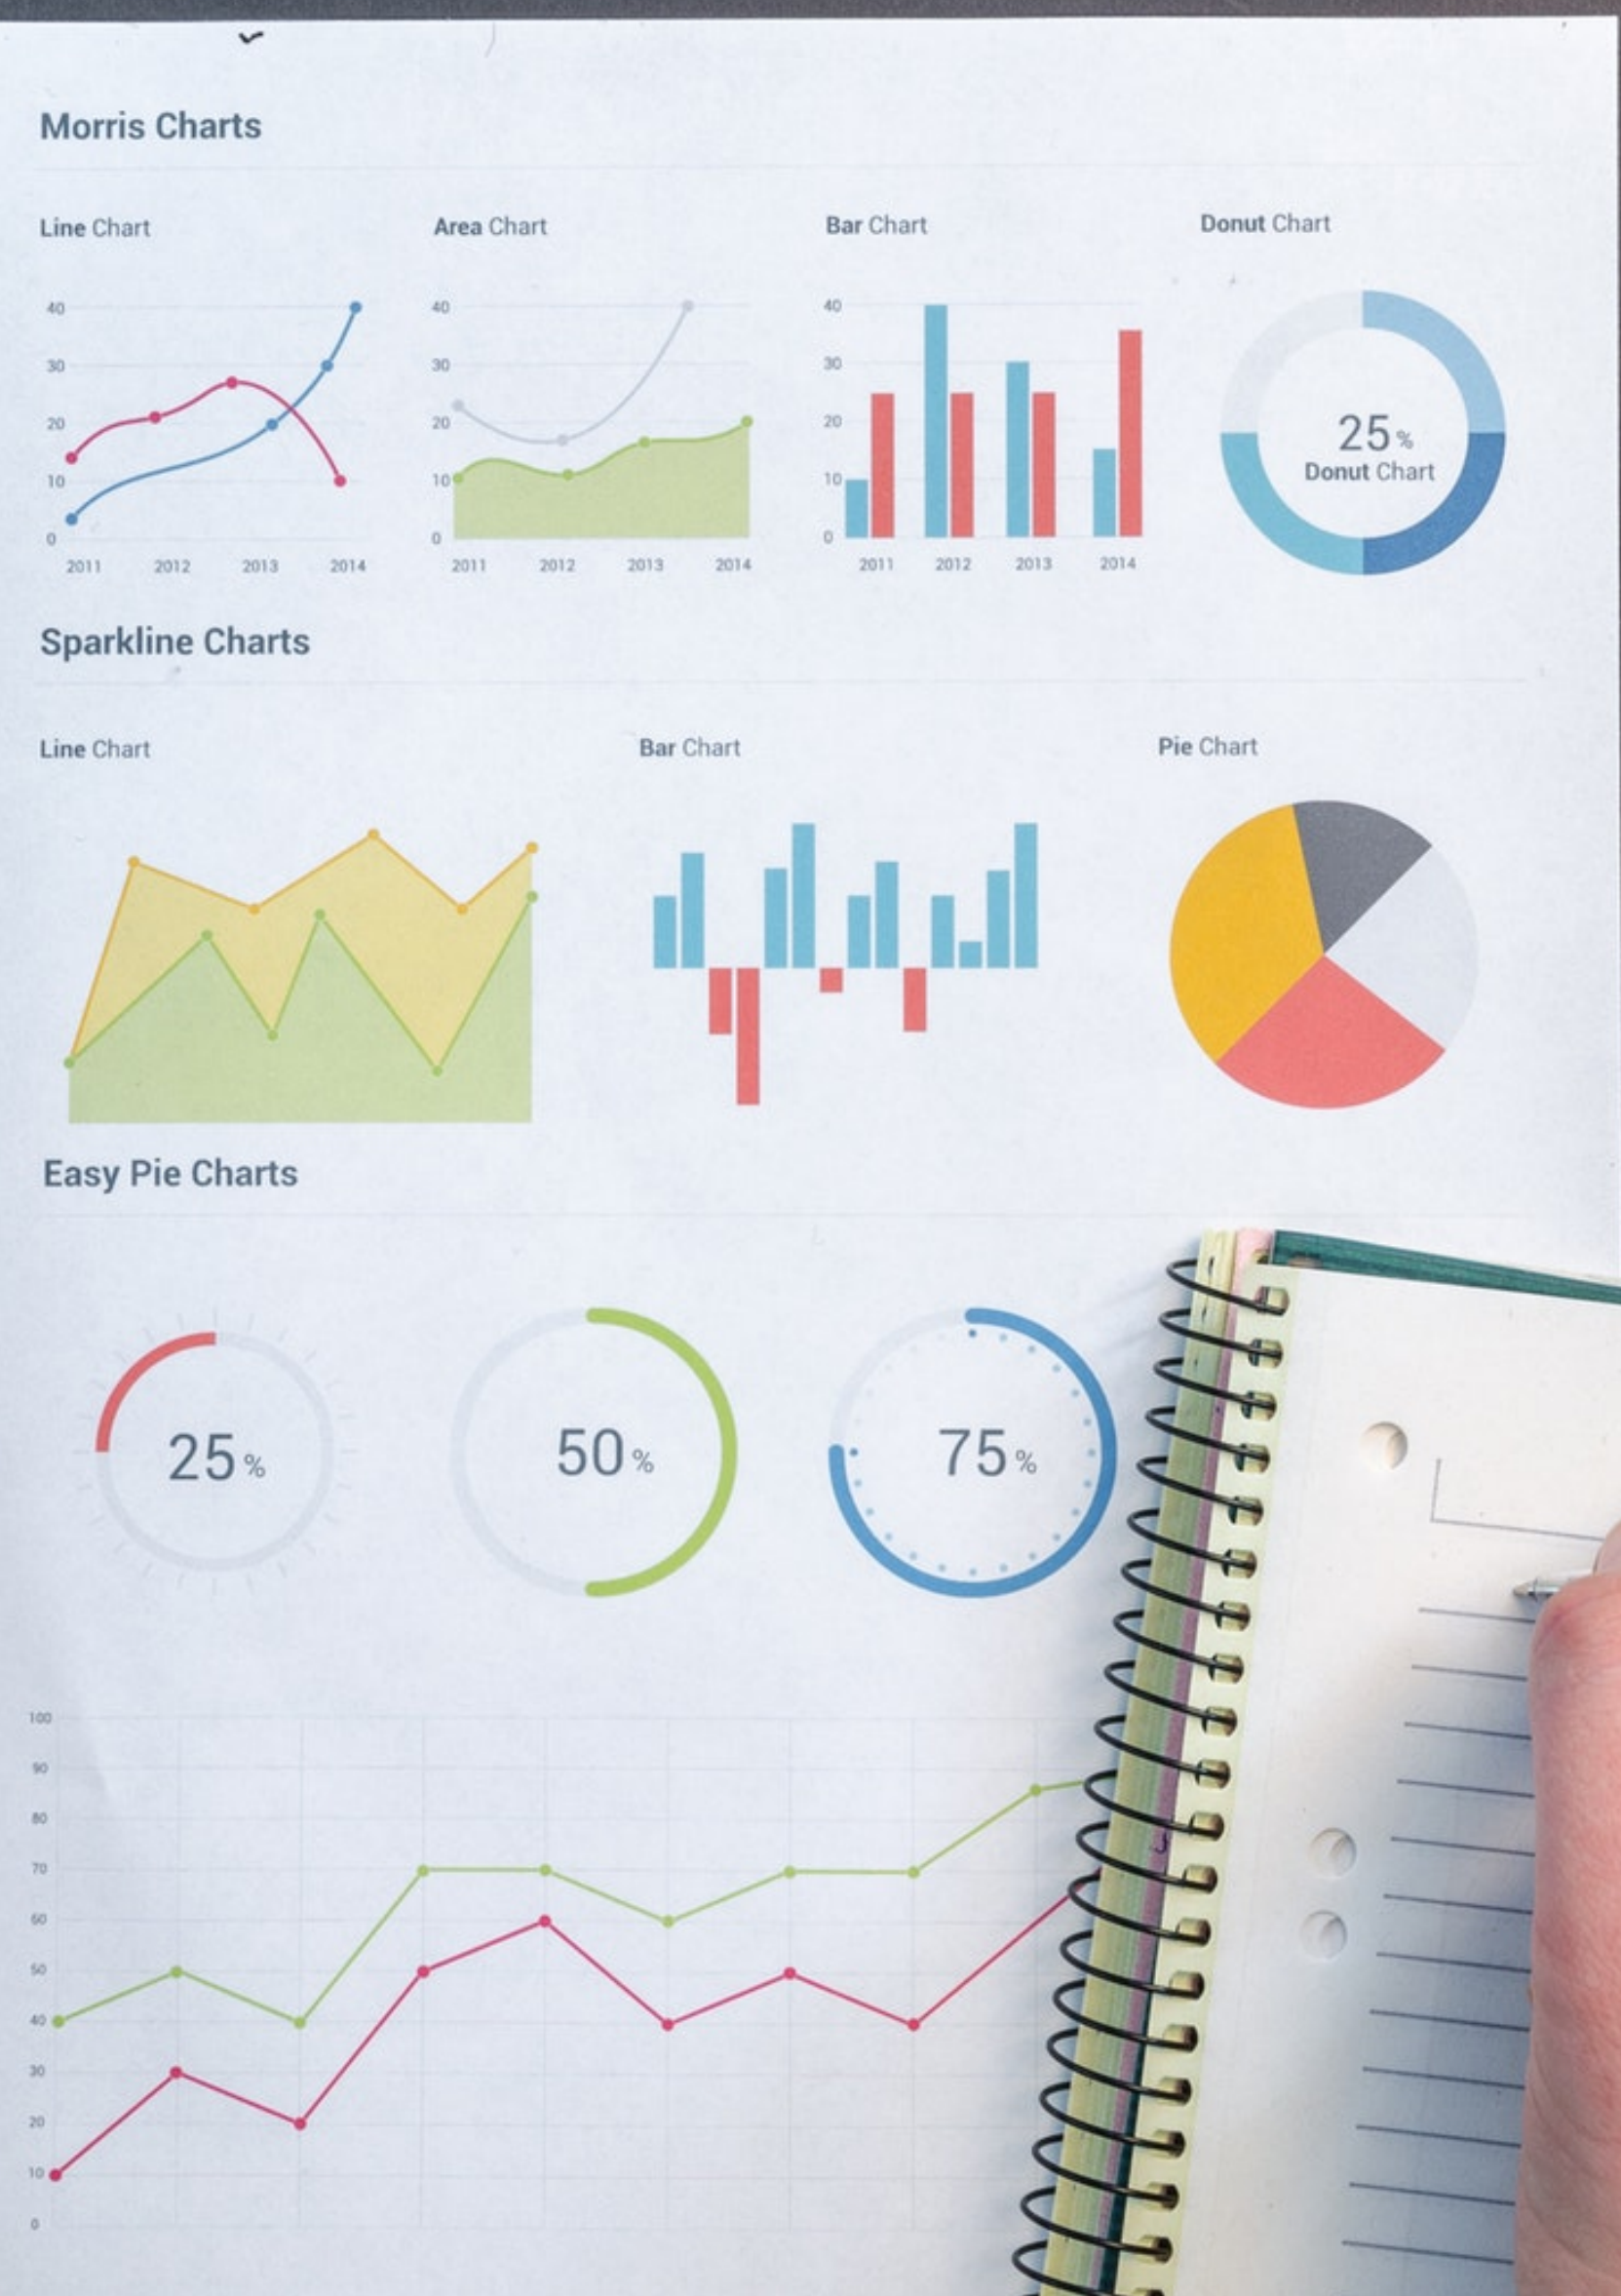 Morris Charts
Line Chart
Area Chart
Bar Chart
Donut Chart
40
30
20
10
0
2011 2012 2013 2014
40
30
20
10
0
2011 2012 2013 2014
40
30
20
10
0
2011 2012 2013 2014
25%
Donut Chart
Sparkline Charts
Line Chart
Bar Chart
Pie Chart
Easy Pie Charts
25%
50%
75%
100
90
80
70
60
50
40
30
20
10
0